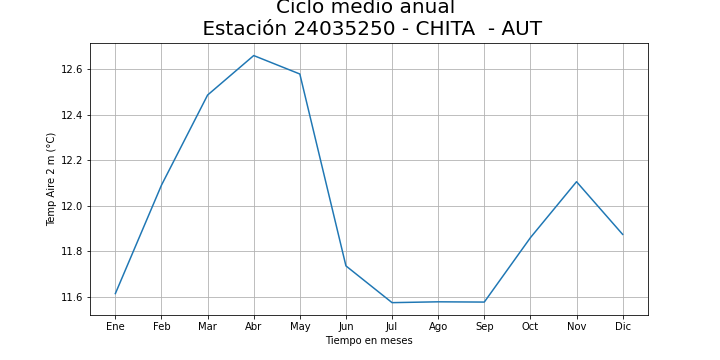 Ciclo medio anual
Estación 24035250 - CHITA  - AUT
Temp Aire 2 m (°C)
12.6
12.4
12.2
12.0
11.8
11.6
Ene Feb Mar Abr May Jun Jul Ago Sep Oct Nov Dic
Tiempo en meses